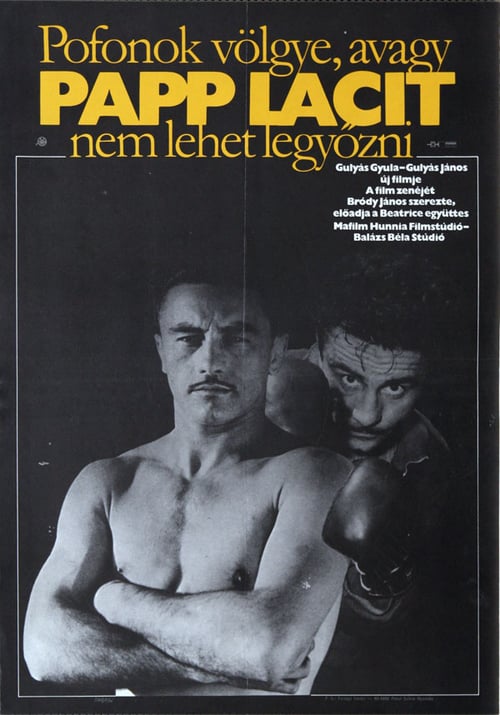 Pofonok völgye, avagy
PAPP LACIT
nem lehet legyőzni
Gulyás Gyula–Gulyás János
új filmje
A film zenéjét
Bródy János szerezte,
előadja a Beatrice együttes
Mafilm Hunnia Filmstúdió–
Balázs Béla Stúdió